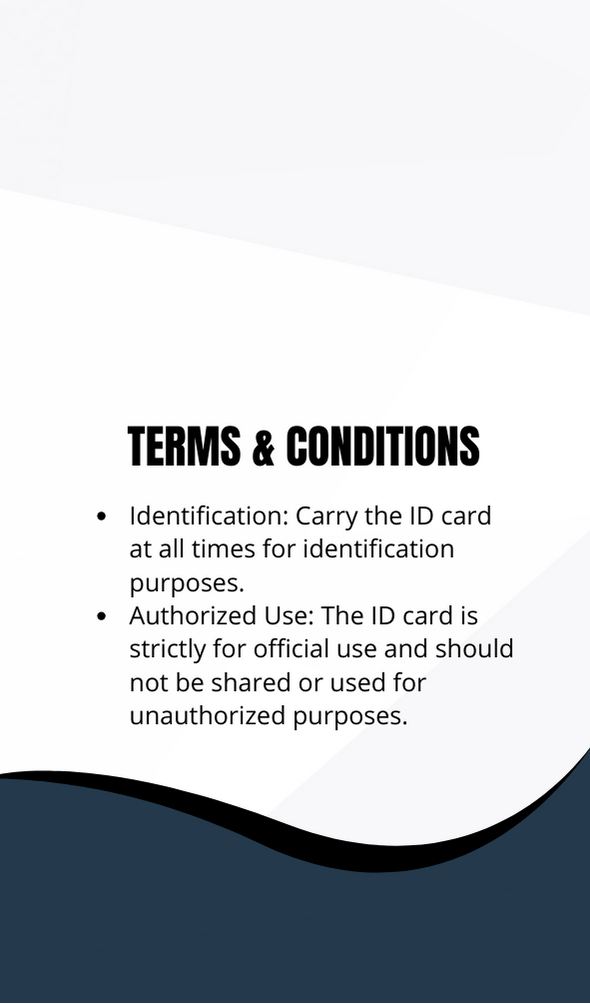 TERMS & CONDITIONS
• Identification: Carry the ID card
at all times for identification
purposes.
• Authorized Use: The ID card is
strictly for official use and should
not be shared or used for
unauthorized purposes.